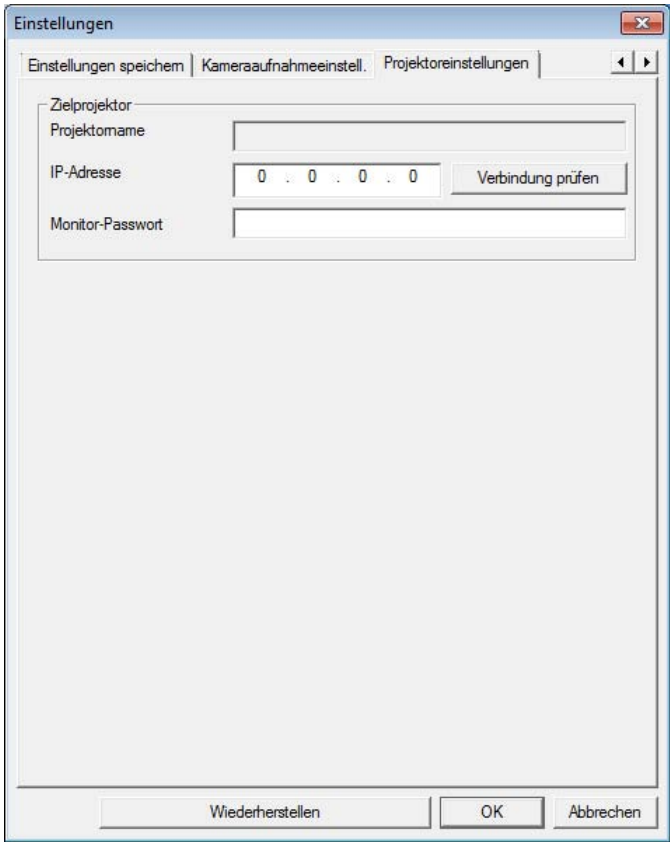 Einstellungen
Einstellungen speichern Kameraaufnahmeeinstell. Projektoreinstellungen
Zielprojektor
Projektorname
IP-Adresse 0 . 0 . 0 . 0 Verbindung prüfen
Monitor-Passwort
Wiederherstellen OK Abbrechen